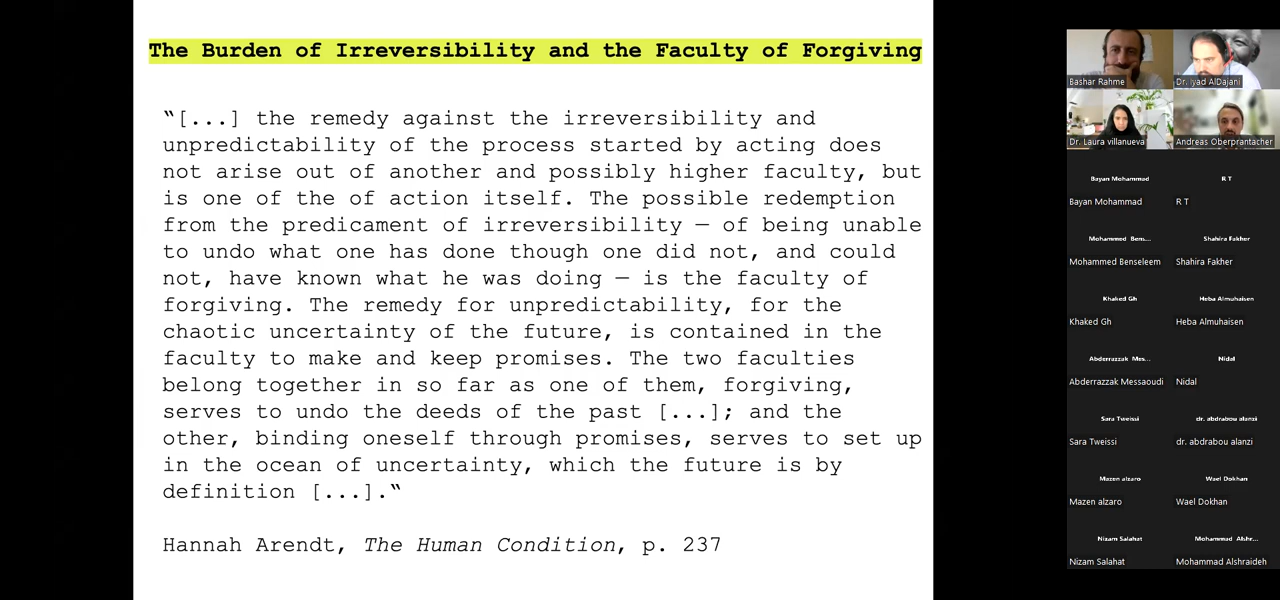 The Burden of Irreversibility and the Faculty of Forgiving
“[...] the remedy against the irreversibility and
unpredictability of the process started by acting does
not arise out of another and possibly higher faculty, but
is one of the of action itself. The possible redemption
from the predicament of irreversibility — of being unable
to undo what one has done though one did not, and could
not, have known what he was doing — is the faculty of
forgiving. The remedy for unpredictability, for the
chaotic uncertainty of the future, is contained in the
faculty to make and keep promises. The two faculties
belong together in so far as one of them, forgiving,
serves to undo the deeds of the past [...]; and the
other, binding oneself through promises, serves to set up
in the ocean of uncertainty, which the future is by
definition [...].“
Hannah Arendt, The Human Condition, p. 237
Bashar Rahme
Dr. Iyad AlDajani
Dr. Laura villanueva
Andreas Oberprantacher
Bayan Mohammad
R T
Bayan Mohammad
R T
Mohammed Bens...
Shahira Fakher
Mohammed Benseleem
Shahira Fakher
Khaked Gh
Heba Almuhaisen
Khaked Gh
Heba Almuhaisen
Abderrazzak Mes...
Nidal
Abderrazzak Messaoudi
Nidal
Sara Tweissi
dr. abdrabou alanzi
Sara Tweissi
dr. abdrabou alanzi
Mazen alzaro
Wael Dokhan
Mazen alzaro
Wael Dokhan
Nizam Salahat
Mohammad Alshr...
Nizam Salahat
Mohammad Alshraideh